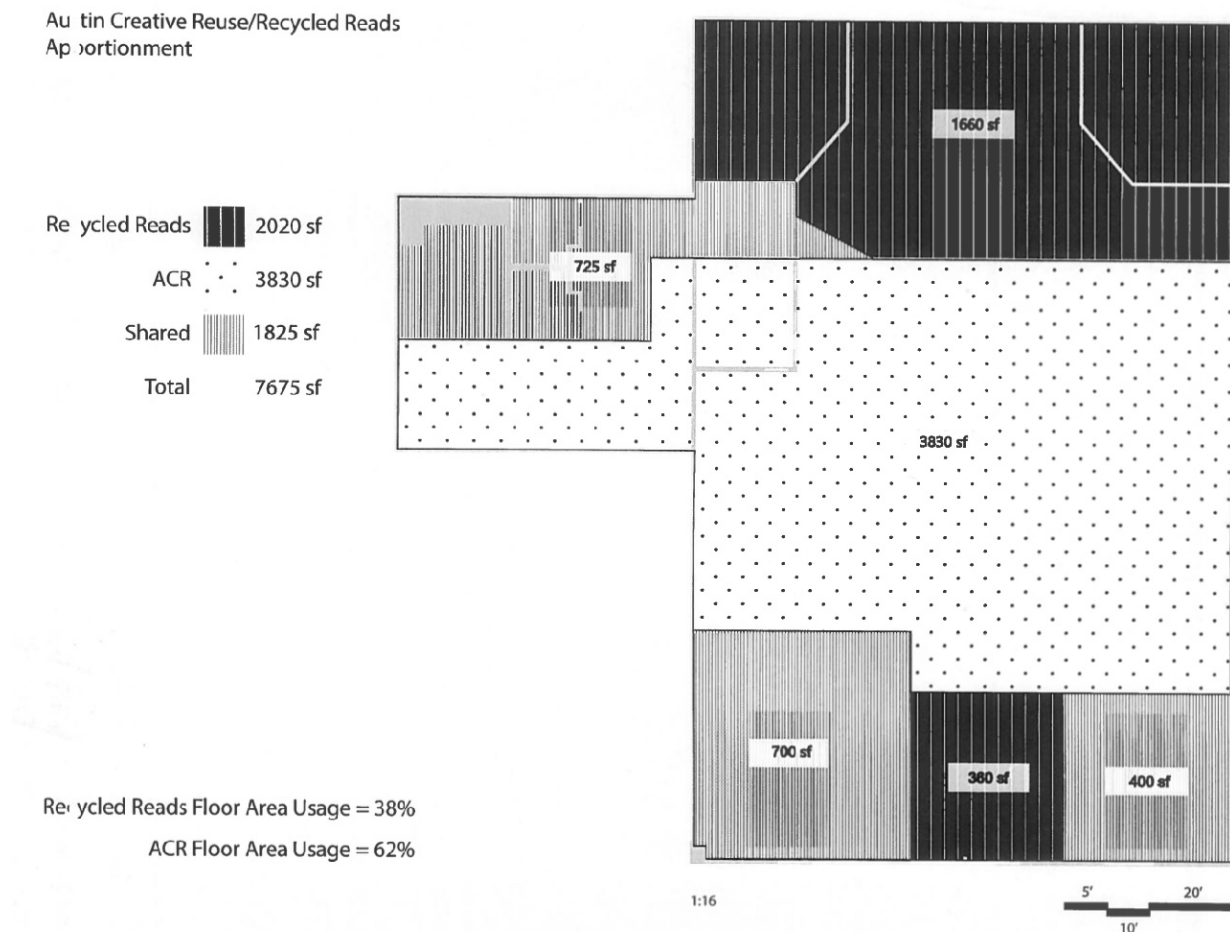 Au tin Creative Reuse/Recycled Reads
Ap portionment
1660 sf
Re ycled Reads 2020 sf
ACR 3830 sf
Shared 1825 sf
Total 7675 sf
725 sf
3830 sf
700 sf
360 sf
400 sf
Re ycled Reads Floor Area Usage = 38%
ACR Floor Area Usage = 62%
1:16
5' 20'
10'